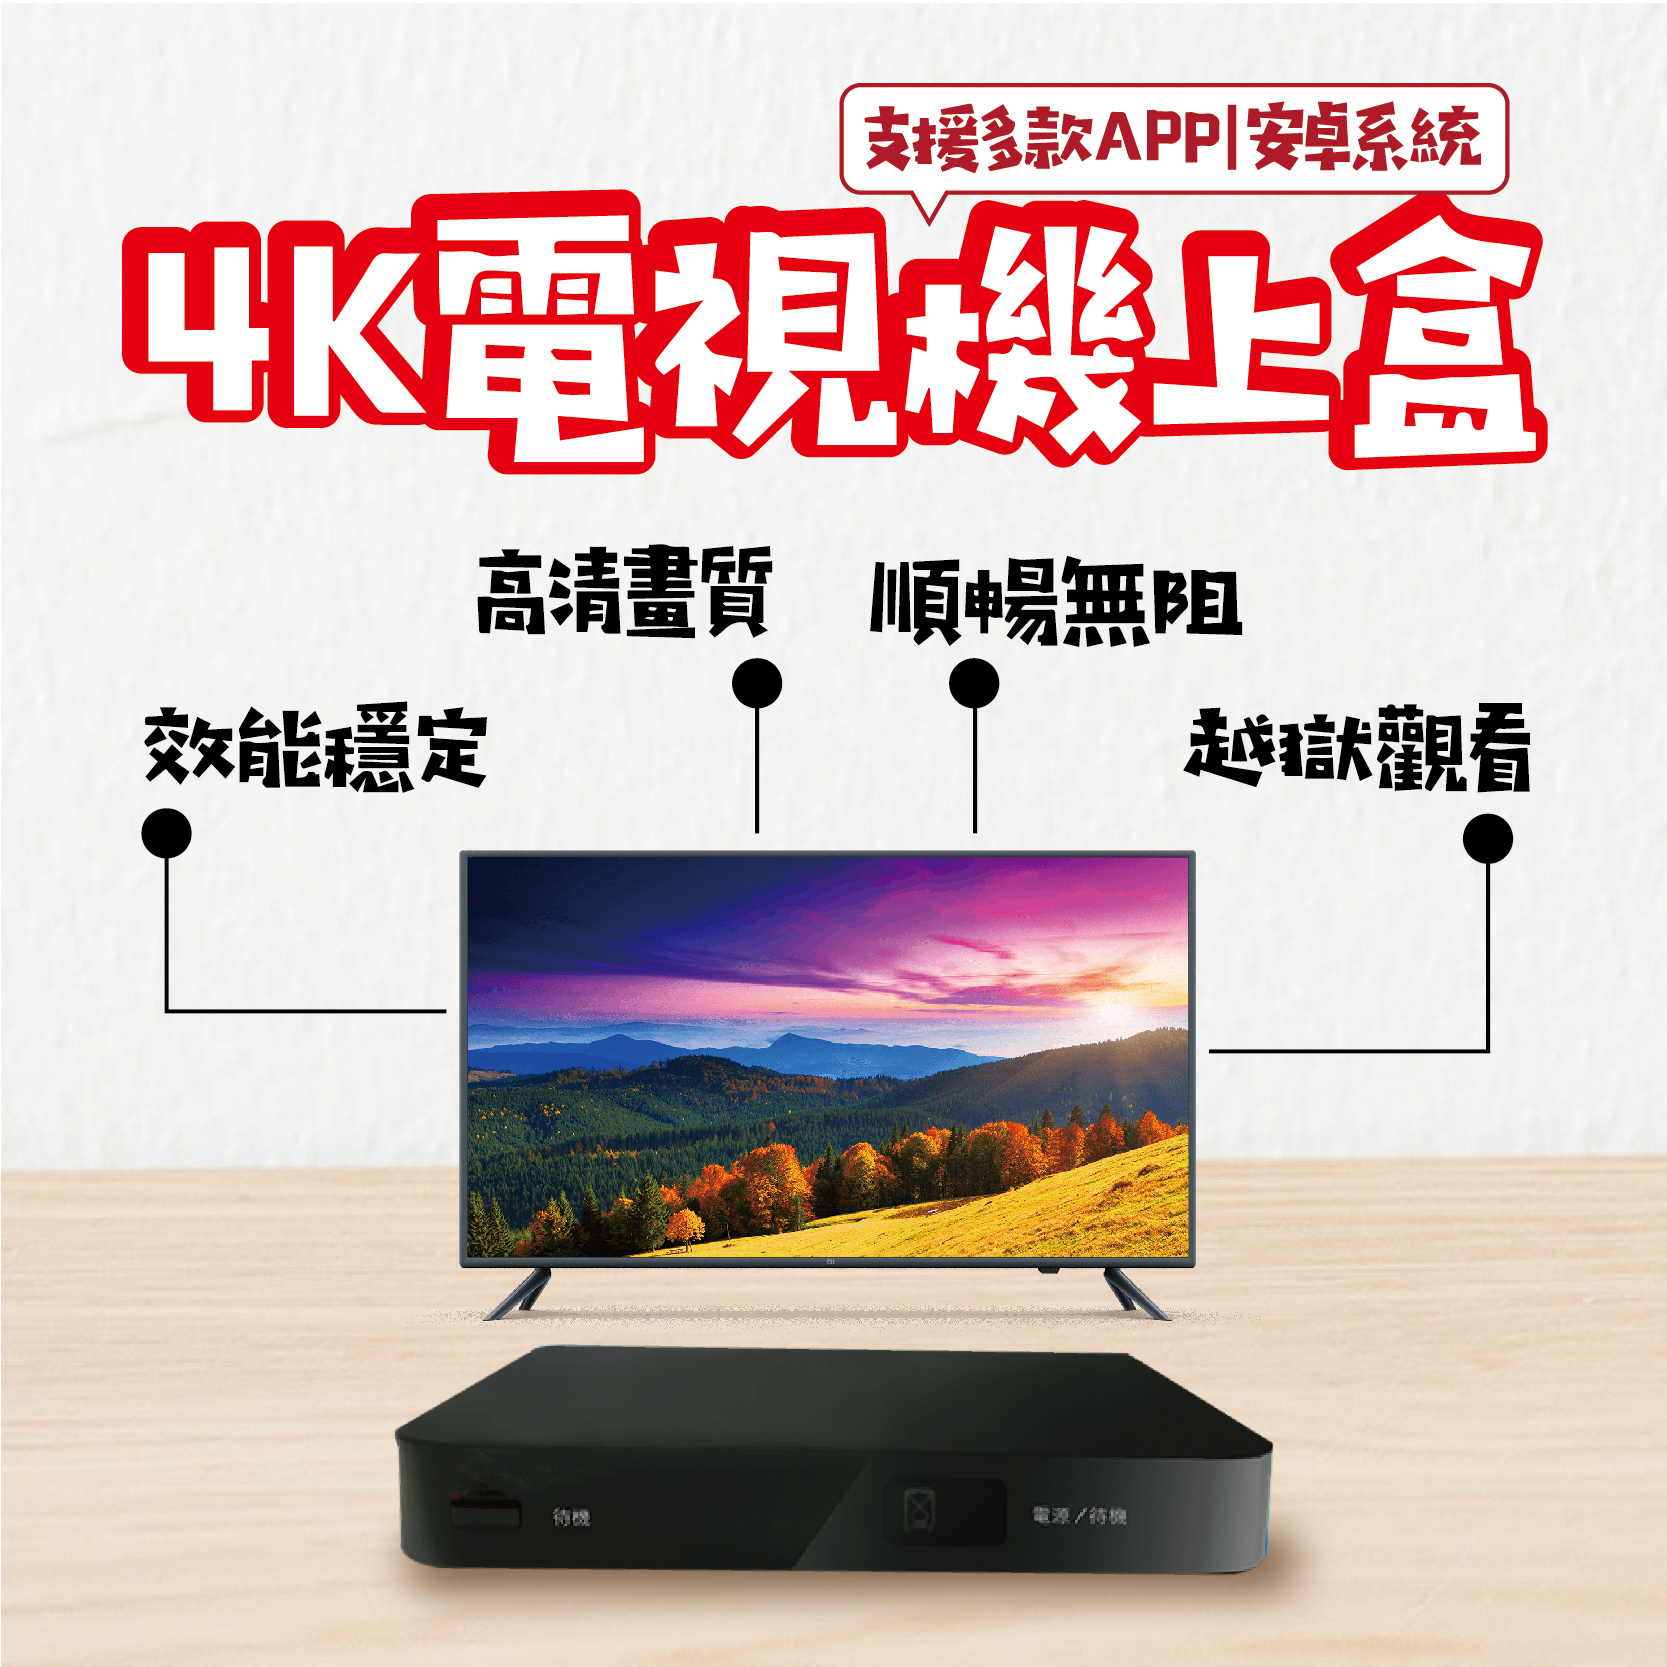 支援多款APP|安卓系統
4K電視機上盒
高清畫質
順暢無阻
效能穩定
越獄觀看
待機
電源/待機